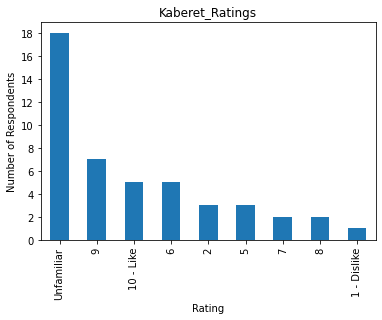 Kaberet_Ratings
Number of Respondents
18
16
14
12
10
8
6
4
2
0
Unfamiliar
9
10 - Like
6
2
5
7
8
1 - Dislike
Rating